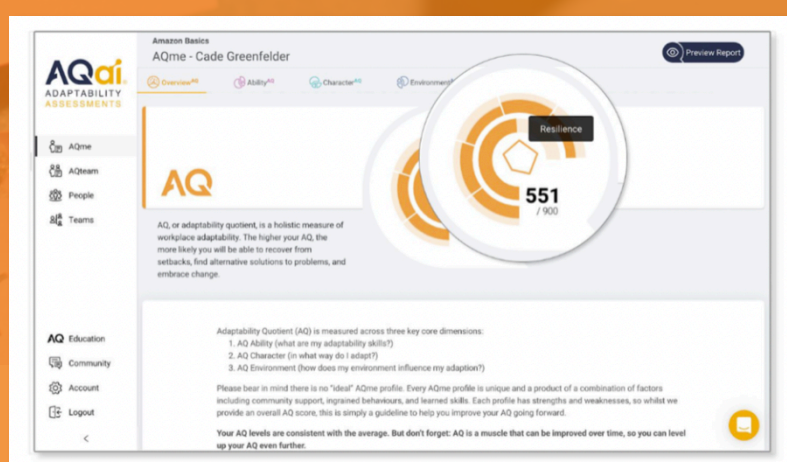 AQai
ADAPTABILITY
ASSESSMENTS
Amazon Basics
AQme - Cade Greenfelder
Preview Report
Overview AQ
Ability AQ
Character AQ
Environment
AQme
AQteam
People
Teams
AQ
Resilience
551
/ 900
AQ, or adaptability quotient, is a holistic measure of
workplace adaptability. The higher your AQ, the
more likely you will be able to recover from
setbacks, find alternative solutions to problems, and
embrace change.
AQ Education
Community
Account
Logout
<
Adaptability Quotient (AQ) is measured across three key core dimensions:
1. AQ Ability (what are my adaptability skills?)
2. AQ Character (in what way do I adapt?)
3. AQ Environment (how does my environment influence my adaption?)
Please bear in mind there is no "ideal" AQme profile. Every AQme profile is unique and a product of a combination of factors
including community support, ingrained behaviours, and learned skills. Each profile has strengths and weaknesses, so whilst we
provide an overall AQ score, this is simply a guideline to help you improve your AQ going forward.
Your AQ levels are consistent with the average. But don't forget: AQ is a muscle that can be improved over time, so you can level
up your AQ even further.